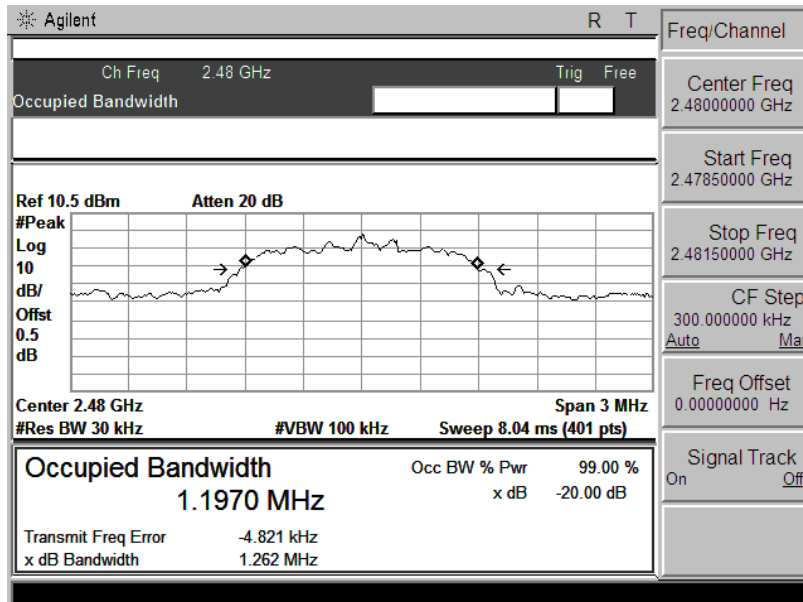 Agilent R T
Ch Freq 2.48 GHz Trig Free
Occupied Bandwidth
Ref 10.5 dBm Atten 20 dB
#Peak
Log
10
dB/
Offset
0.5
dB
Center 2.48 GHz Span 3 MHz
#Res BW 30 kHz #VBW 100 kHz Sweep 8.04 ms (401 pts)
Occupied Bandwidth
1.1970 MHz
Occ BW % Pwr 99.00 %
x dB -20.00 dB
Transmit Freq Error -4.821 kHz
x dB Bandwidth 1.262 MHz
Freq/Channel
Center Freq
2.48000000 GHz
Start Freq
2.47850000 GHz
Stop Freq
2.48150000 GHz
CF Step
300.000000 kHz
Auto Ma
Freq Offset
0.00000000 Hz
Signal Track
On Off